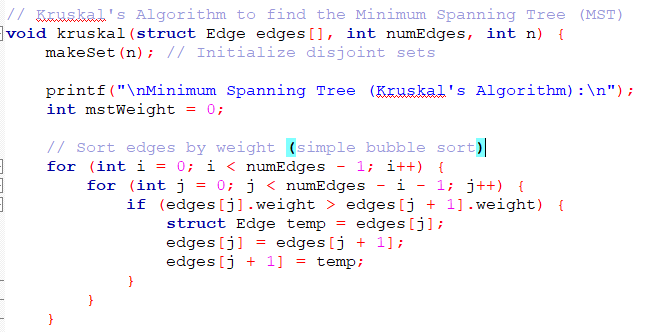 // Kruskal's Algorithm to find the Minimum Spanning Tree (MST)
void kruskal(struct Edge edges[], int numEdges, int n) {
    makeSet(n); // Initialize disjoint sets

    printf("\nMinimum Spanning Tree (Kruskal's Algorithm):\n");
    int mstWeight = 0;

    // Sort edges by weight (simple bubble sort)
    for (int i = 0; i < numEdges - 1; i++) {
        for (int j = 0; j < numEdges - i - 1; j++) {
            if (edges[j].weight > edges[j + 1].weight) {
                struct Edge temp = edges[j];
                edges[j] = edges[j + 1];
                edges[j + 1] = temp;
            }
        }
    }